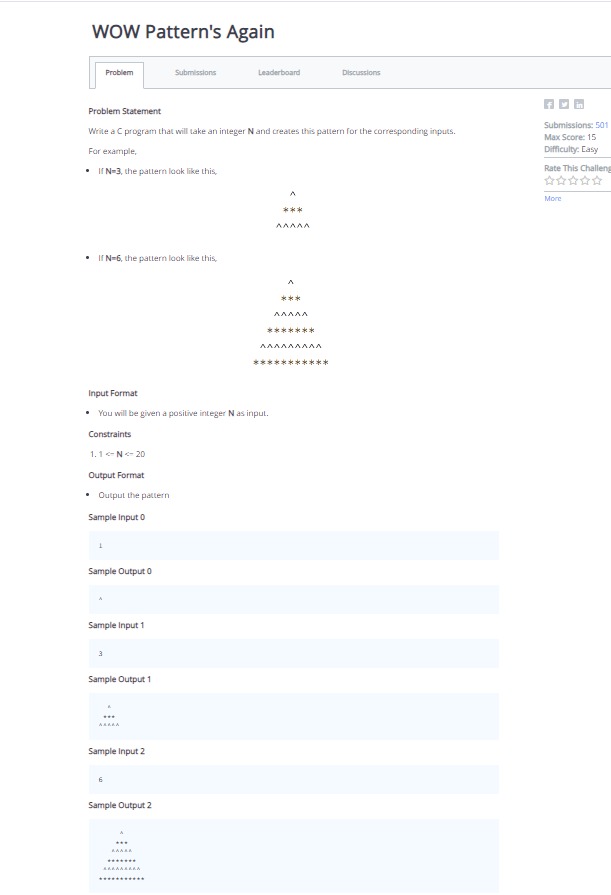 WOW Pattern's Again
Problem Submissions Leaderboard Discussions
Problem Statement
Write a C program that will take an integer N and creates this pattern for the corresponding inputs.
For example,
• If N=3, the pattern look like this,
^
***
^^^^^
• If N=6, the pattern look like this,
^
***
^^^^^
*******
^^^^^^^^^
***********
Input Format
• You will be given a positive integer N as input.
Constraints
1. 1 <= N <= 20
Output Format
• Output the pattern
Sample Input 0
1
Sample Output 0
^
Sample Input 1
3
Sample Output 1
^
***
^^^^^
Sample Input 2
6
Sample Output 2
^
***
^^^^^
*******
^^^^^^^^^
***********
Submissions: 501
Max Score: 15
Difficulty: Easy
Rate This Challeng
More